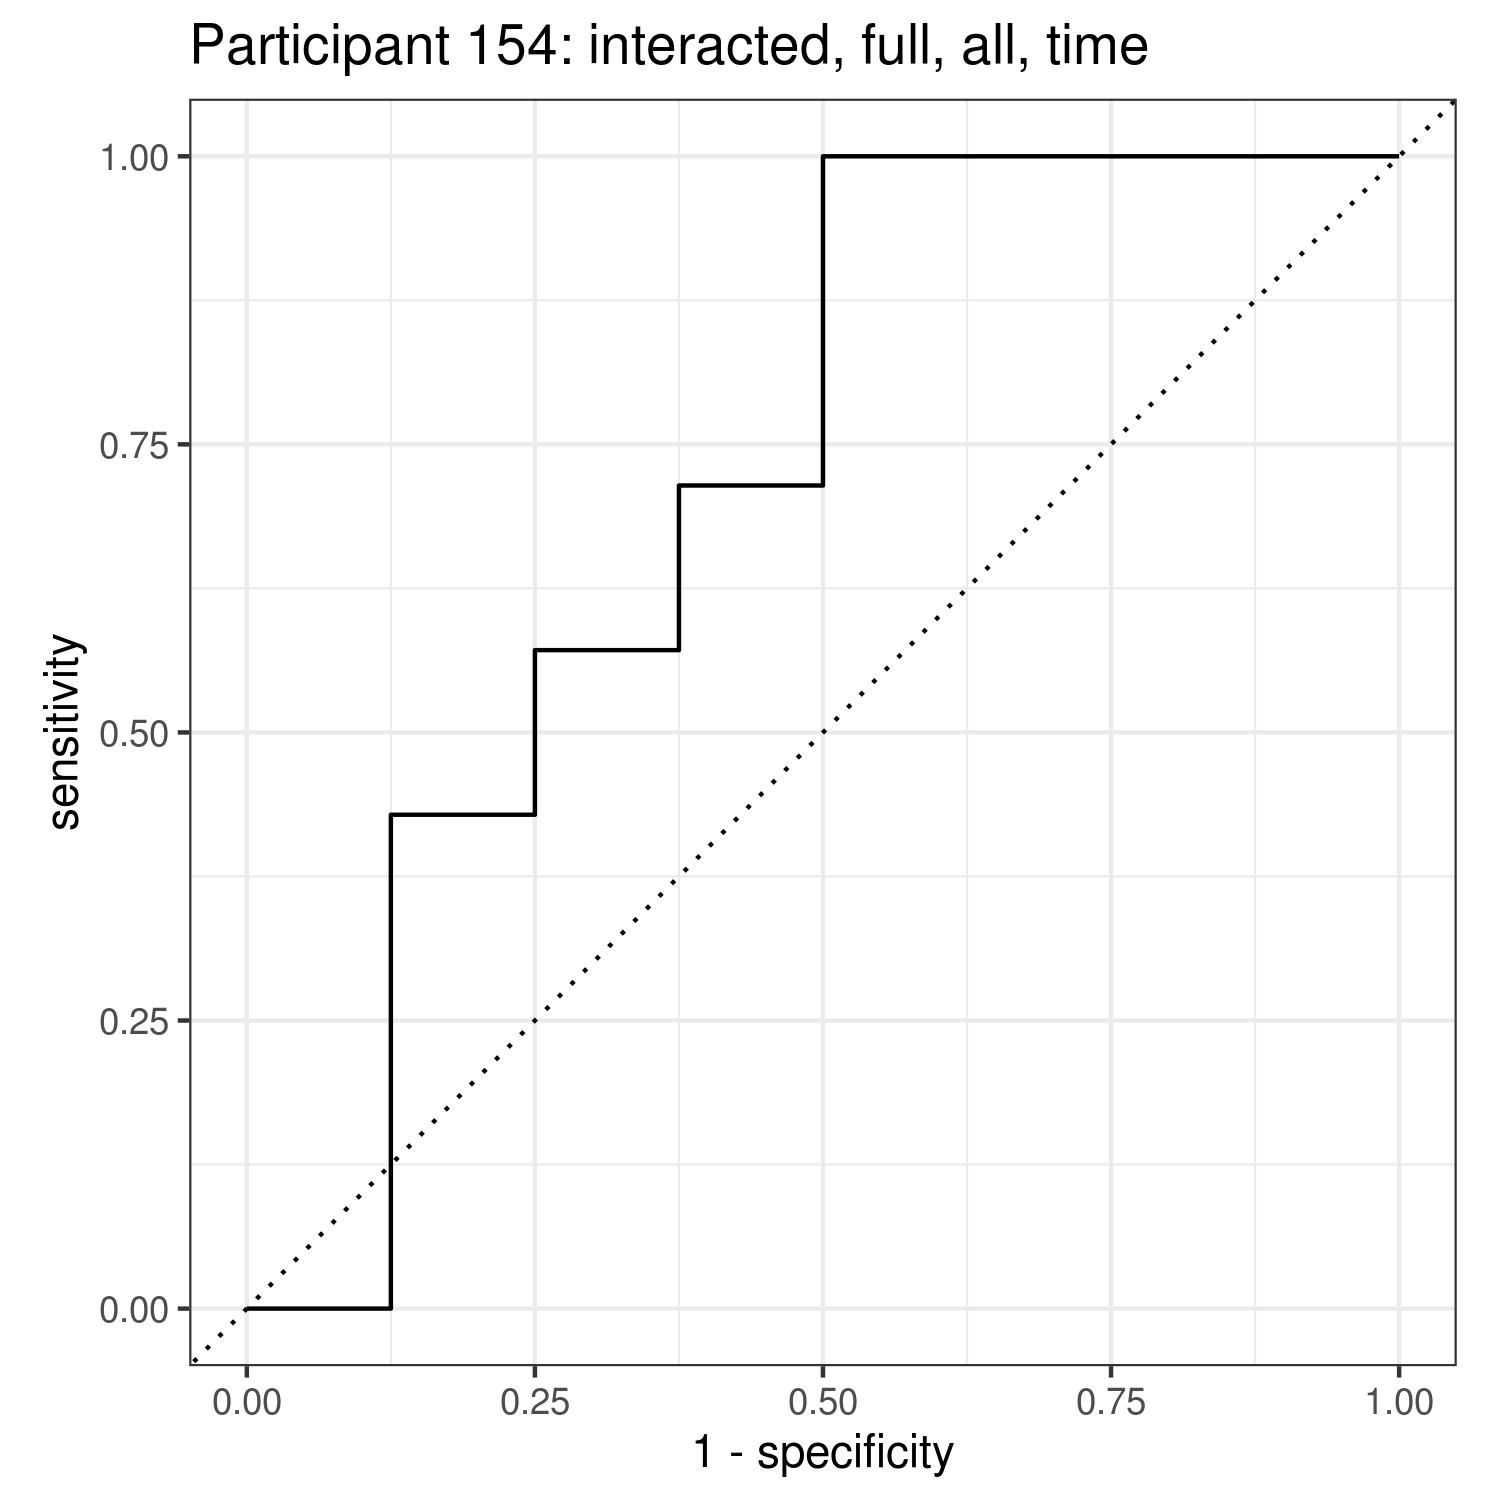 Participant 154: interacted, full, all, time
sensitivity
1.00
0.75
0.50
0.25
0.00
0.00 0.25 0.50 0.75 1.00
1 - specificity